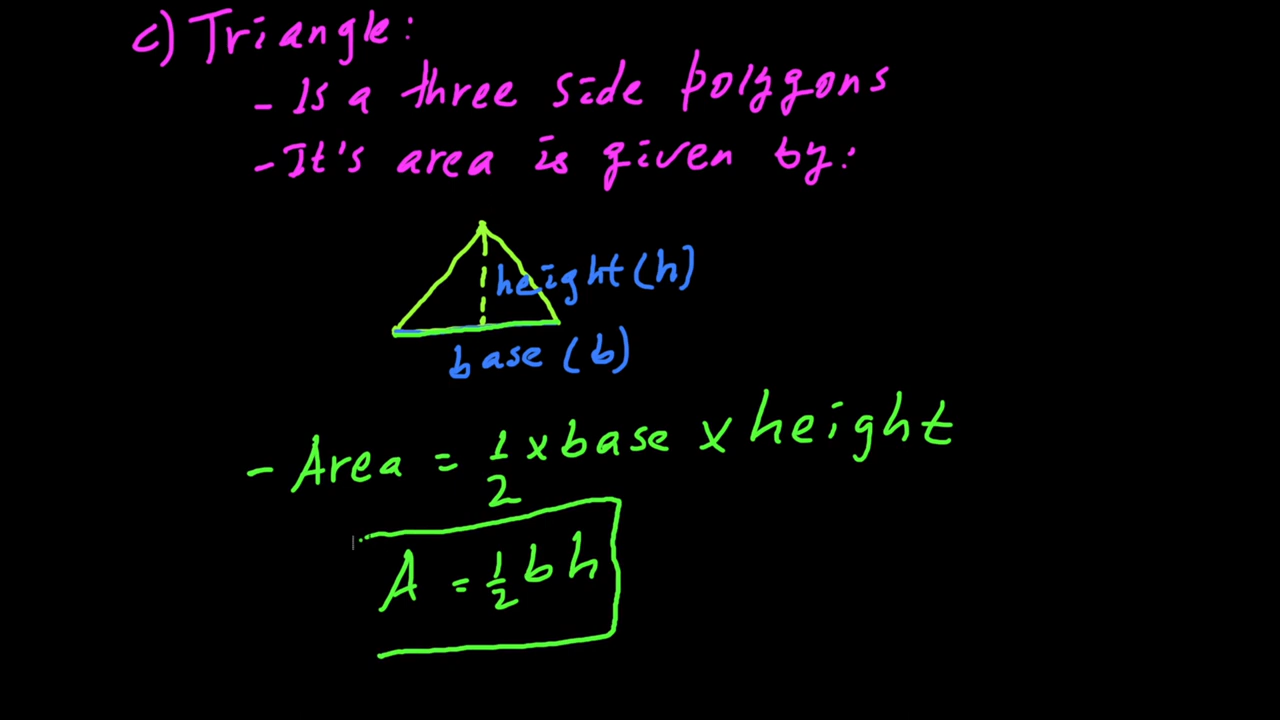 c) Triangle:
- Is a three side polygons
- It's area is given by:
height (h)
base (b)
- Area = 1/2 x base x height
A = 1/2 b h